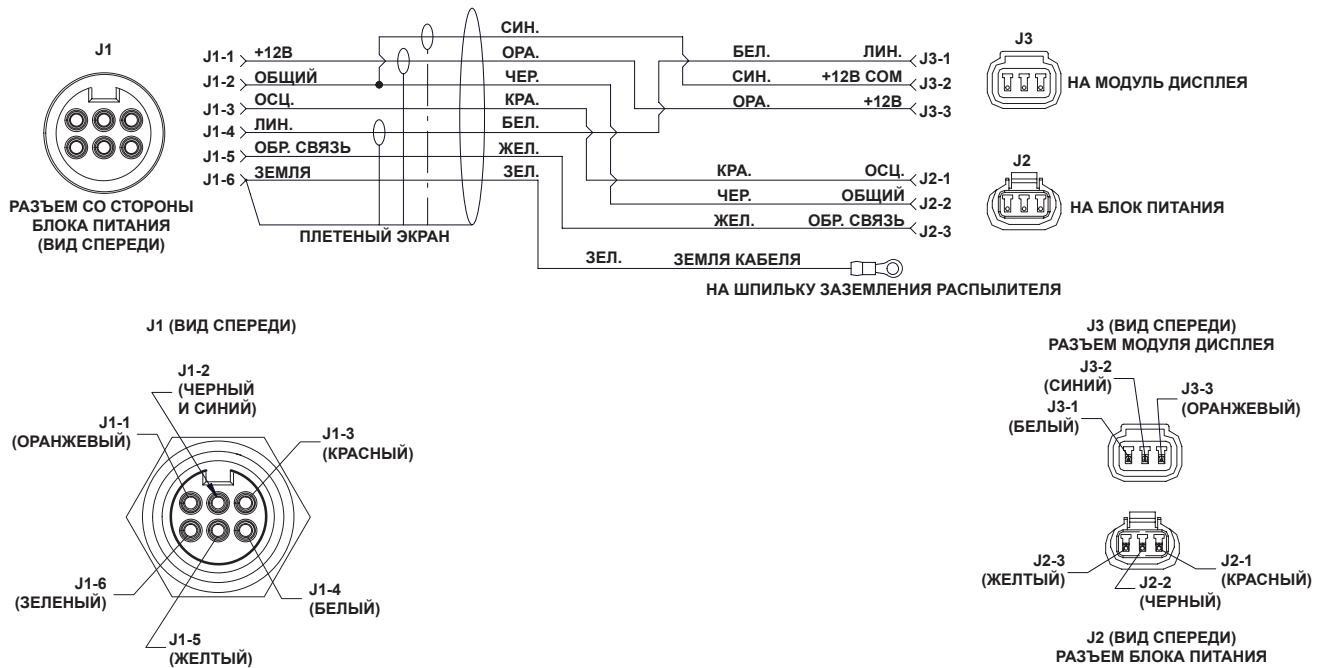 J1
J1-1
+12В
J1-2
ОБЩИЙ
J1-3
ОСЦ.
J1-4
ЛИН.
J1-5
ОБР. СВЯЗЬ
J1-6
ЗЕМЛЯ
РАЗЪЕМ СО СТОРОНЫ
БЛОКА ПИТАНИЯ
(ВИД СПЕРЕДИ)
ПЛЕТЕНЫЙ ЭКРАН
СИН.
ОРА.
ЧЕР.
КРА.
БЕЛ.
ЖЕЛ.
ЗЕЛ.
БЕЛ. ЛИН. J3-1
СИН. +12В COM J3-2
ОРА. +12В J3-3
J3
НА МОДУЛЬ ДИСПЛЕЯ
КРА. ОСЦ. J2-1
ЧЕР. ОБЩИЙ J2-2
ЖЕЛ. ОБР. СВЯЗЬ J2-3
J2
НА БЛОК ПИТАНИЯ
ЗЕЛ. ЗЕМЛЯ КАБЕЛЯ
НА ШПИЛЬКУ ЗАЗЕМЛЕНИЯ РАСПЫЛИТЕЛЯ
J1 (ВИД СПЕРЕДИ)
J1-2
(ЧЕРНЫЙ
И СИНИЙ)
J1-1
(ОРАНЖЕВЫЙ)
J1-3
(КРАСНЫЙ)
J1-6
(ЗЕЛЕНЫЙ)
J1-4
(БЕЛЫЙ)
J1-5
(ЖЕЛТЫЙ)
J3 (ВИД СПЕРЕДИ)
РАЗЪЕМ МОДУЛЯ ДИСПЛЕЯ
J3-2
(СИНИЙ)
J3-3
(ОРАНЖЕВЫЙ)
J3-1
(БЕЛЫЙ)
J2-3
(ЖЕЛТЫЙ)
J2-1
(КРАСНЫЙ)
J2-2
(ЧЕРНЫЙ)
J2 (ВИД СПЕРЕДИ)
РАЗЪЕМ БЛОКА ПИТАНИЯ